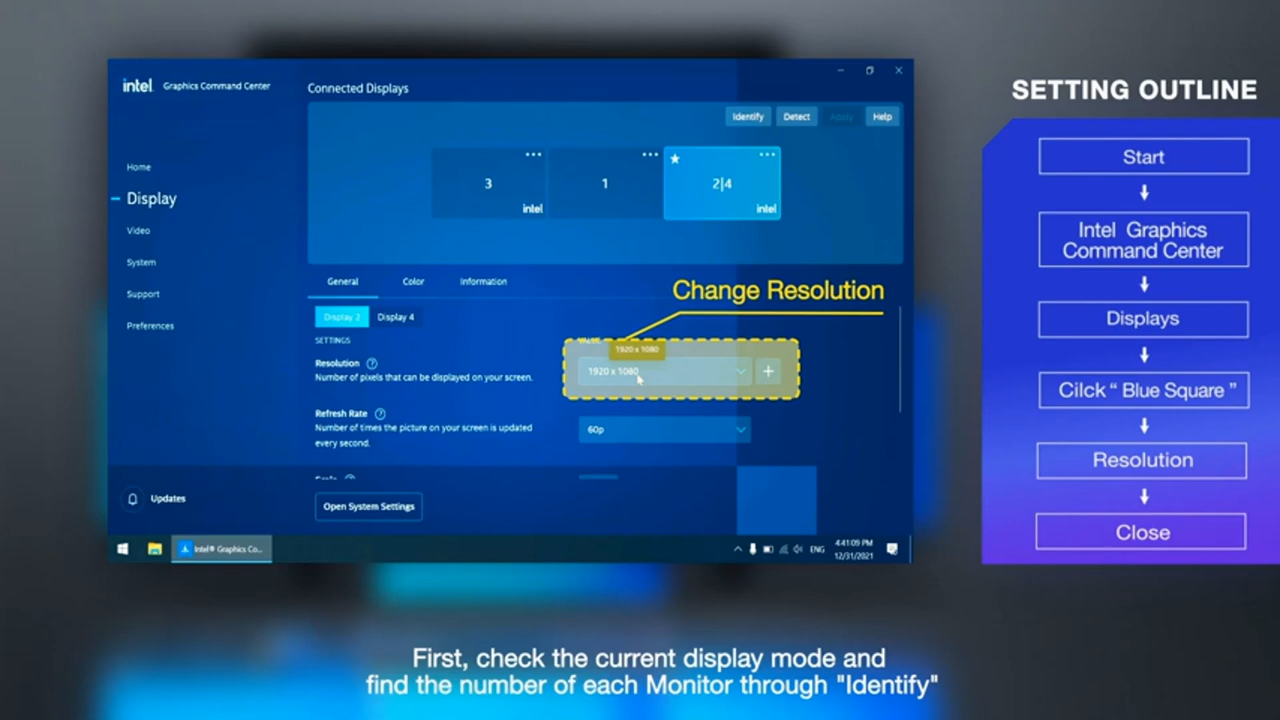 intel Graphics Command Center
Connected Displays
Identify
Detect
Apply
Help
Home
Display
Video
System
Support
Preferences
3
intel
1
2|4
intel
General
Color
Information
Change Resolution
Display 2
Display 4
SETTINGS
VALUE
Resolution ?
Number of pixels that can be displayed on your screen.
1920 x 1080
1920 x 1080
+
Refresh Rate ?
Number of times the picture on your screen is updated
every second.
60p
Updates
Open System Settings
Intel® Graphics Co...
ENG
4:41:09 PM
12/31/2021
SETTING OUTLINE
Start
Intel Graphics
Command Center
Displays
Cilck “ Blue Square ”
Resolution
Close
First, check the current display mode and
find the number of each Monitor through "Identify"